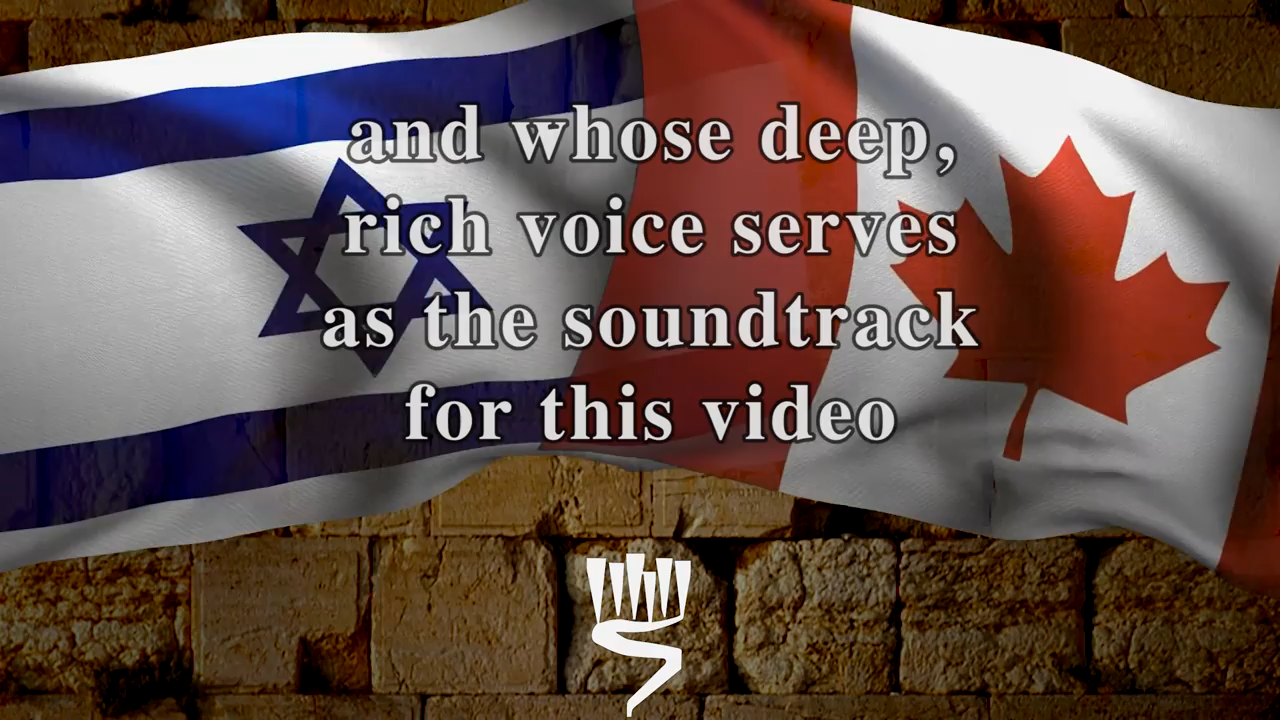 and whose deep,
rich voice serves
as the soundtrack
for this video